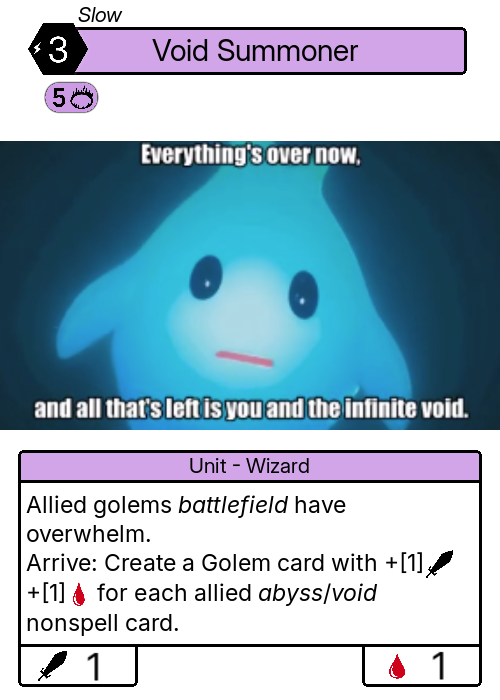 Slow
3
Void Summoner
5
Everything's over now,
and all that's left is you and the infinite void.
Unit - Wizard
Allied golems battlefield have
overwhelm.
Arrive: Create a Golem card with +[1]
+[1] for each allied abyss/void
nonspell card.
1
1